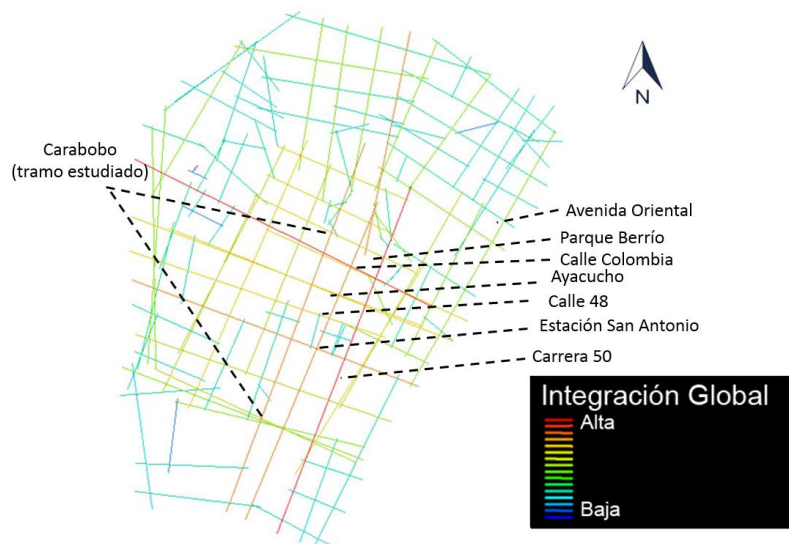 N
Carabobo
(tramo estudiado)
Avenida Oriental
Parque Berrío
Calle Colombia
Ayacucho
Calle 48
Estación San Antonio
Carrera 50
Integración Global
Alta
Baja